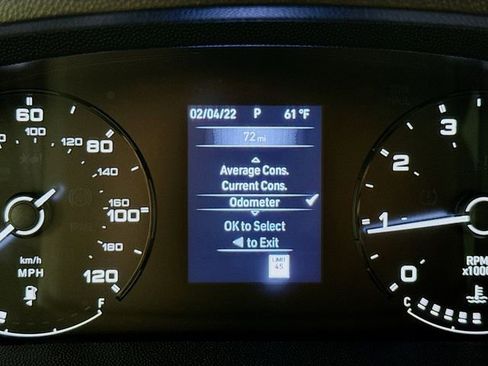 02/04/22 P 61 °F
72 mi
Average Cons.
Current Cons.
Odometer
OK to Select
to Exit
LIMIT
45
60
100
80
120
140
160
100
180
120
km/h
MPH
F
3
2
1
0
RPM
x1000
C